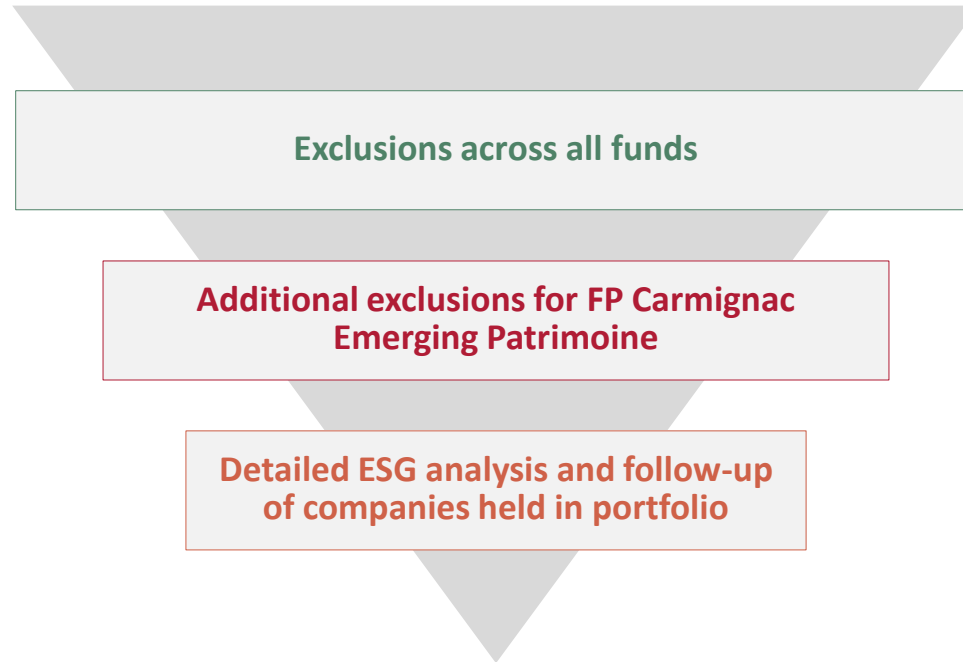 Exclusions across all funds
Additional exclusions for FP Carmignac
Emerging Patrimoine
Detailed ESG analysis and follow-up
of companies held in portfolio